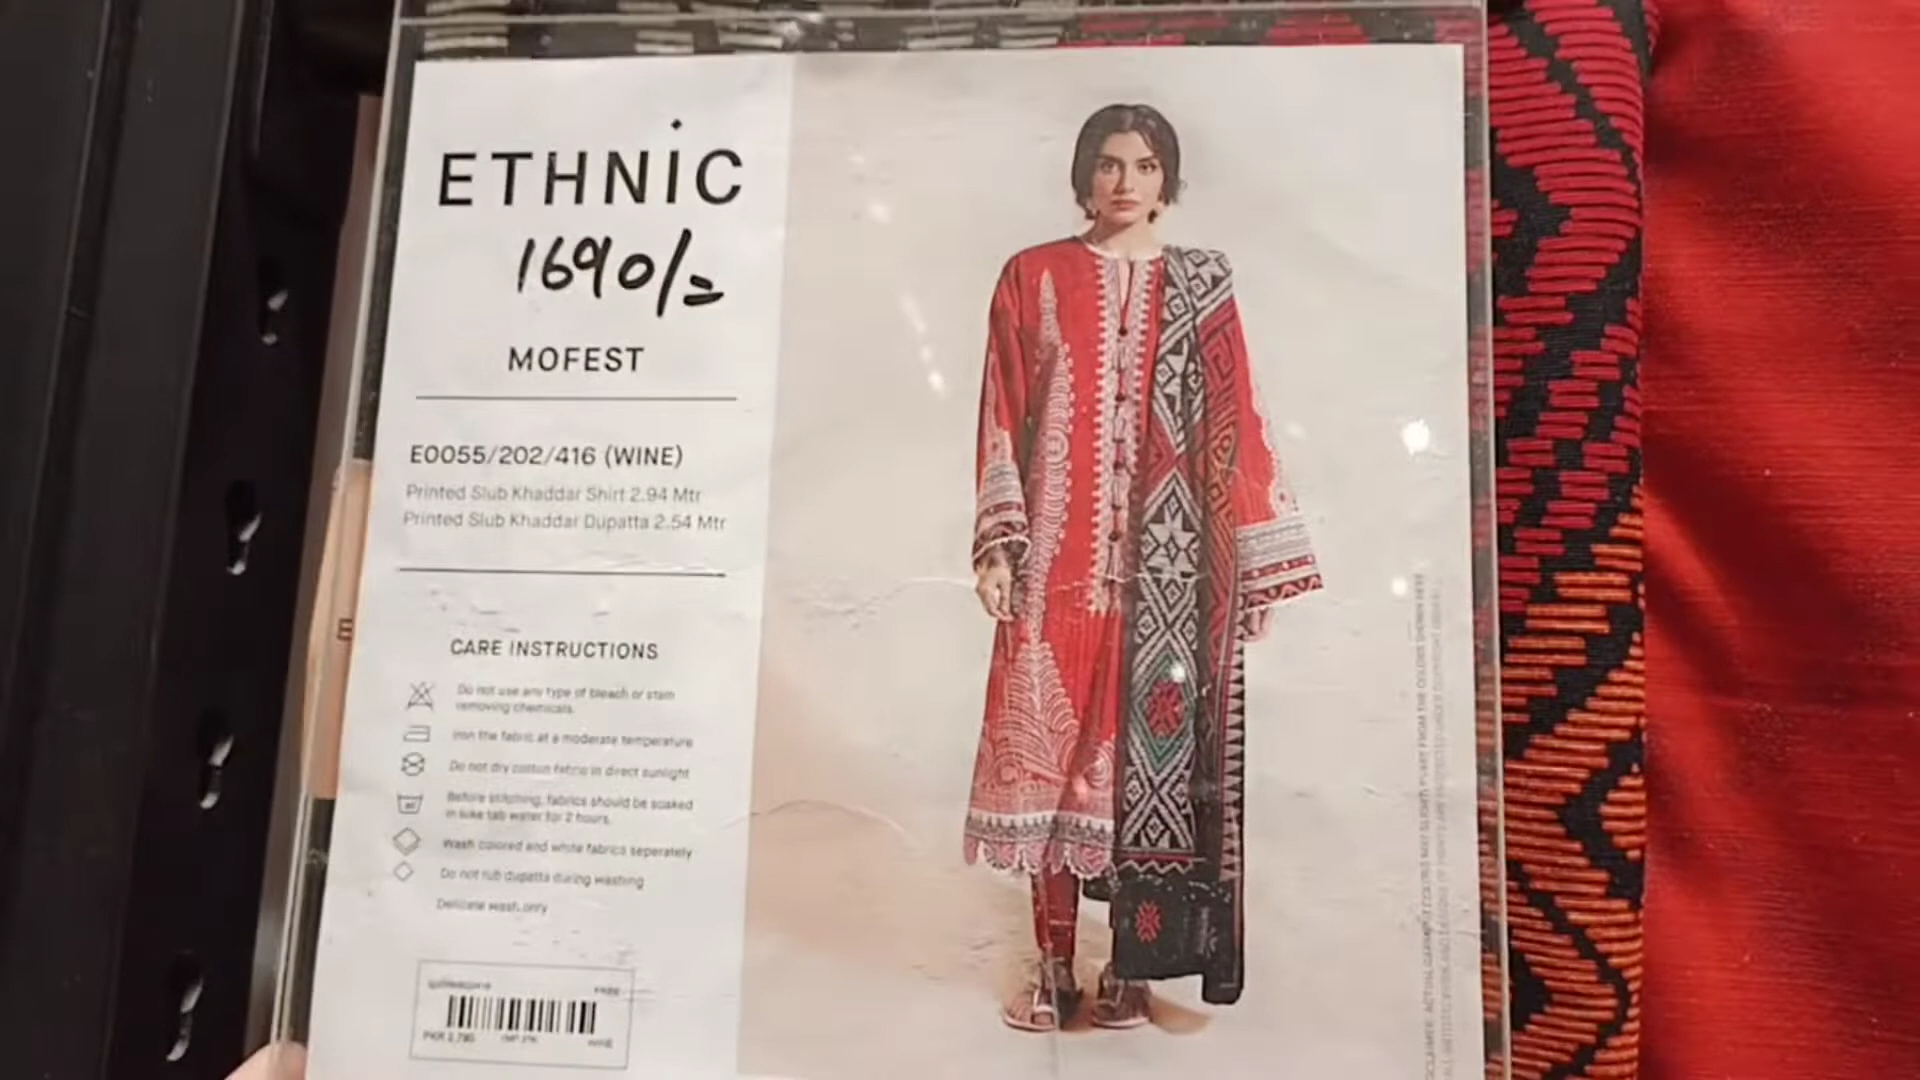 ETHNIC
1690/=
MOFEST
E0055/202/416 (WINE)
Printed Slub Khaddar Shirt 2.94 Mtr
Printed Slub Khaddar Dupatta 2.54 Mtr
CARE INSTRUCTIONS
Do not use any type of bleach or stain
removing chemicals.
Iron the fabric at a moderate temperature
Do not dry cotton fabric in direct sunlight
Before stitching, fabrics should be soaked
in luke tab water for 2 hours.
Wash colored and white fabrics seperately
Do not rub dupatta during washing
Delicate wash only
WINE